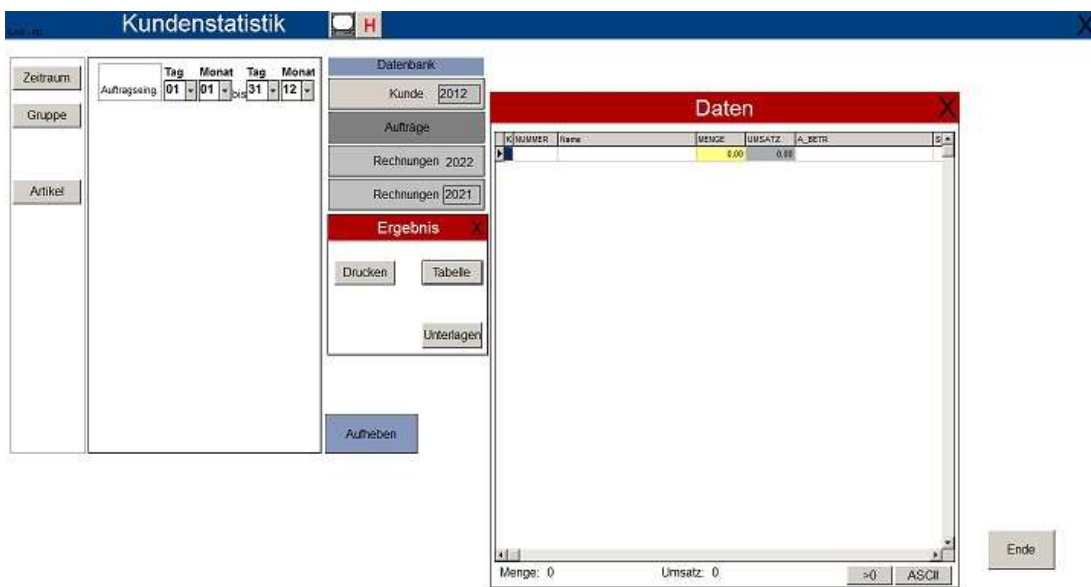 Kundenstatistik H X
Zeitraum
Gruppe
Artikel
Tag Monat Tag Monat
Auftragseing. 01 01 bis 31 12
Datenbank
Kunde 2012
Aufträge
Rechnungen 2022
Rechnungen 2021
Ergebnis X
Drucken Tabelle
Unterlagen
Aufheben
Daten X
K NUMMER Name MENGE UMSATZ A_BETR S
0.00 0.00
Menge: 0 Umsatz: 0 >0 ASCII
Ende